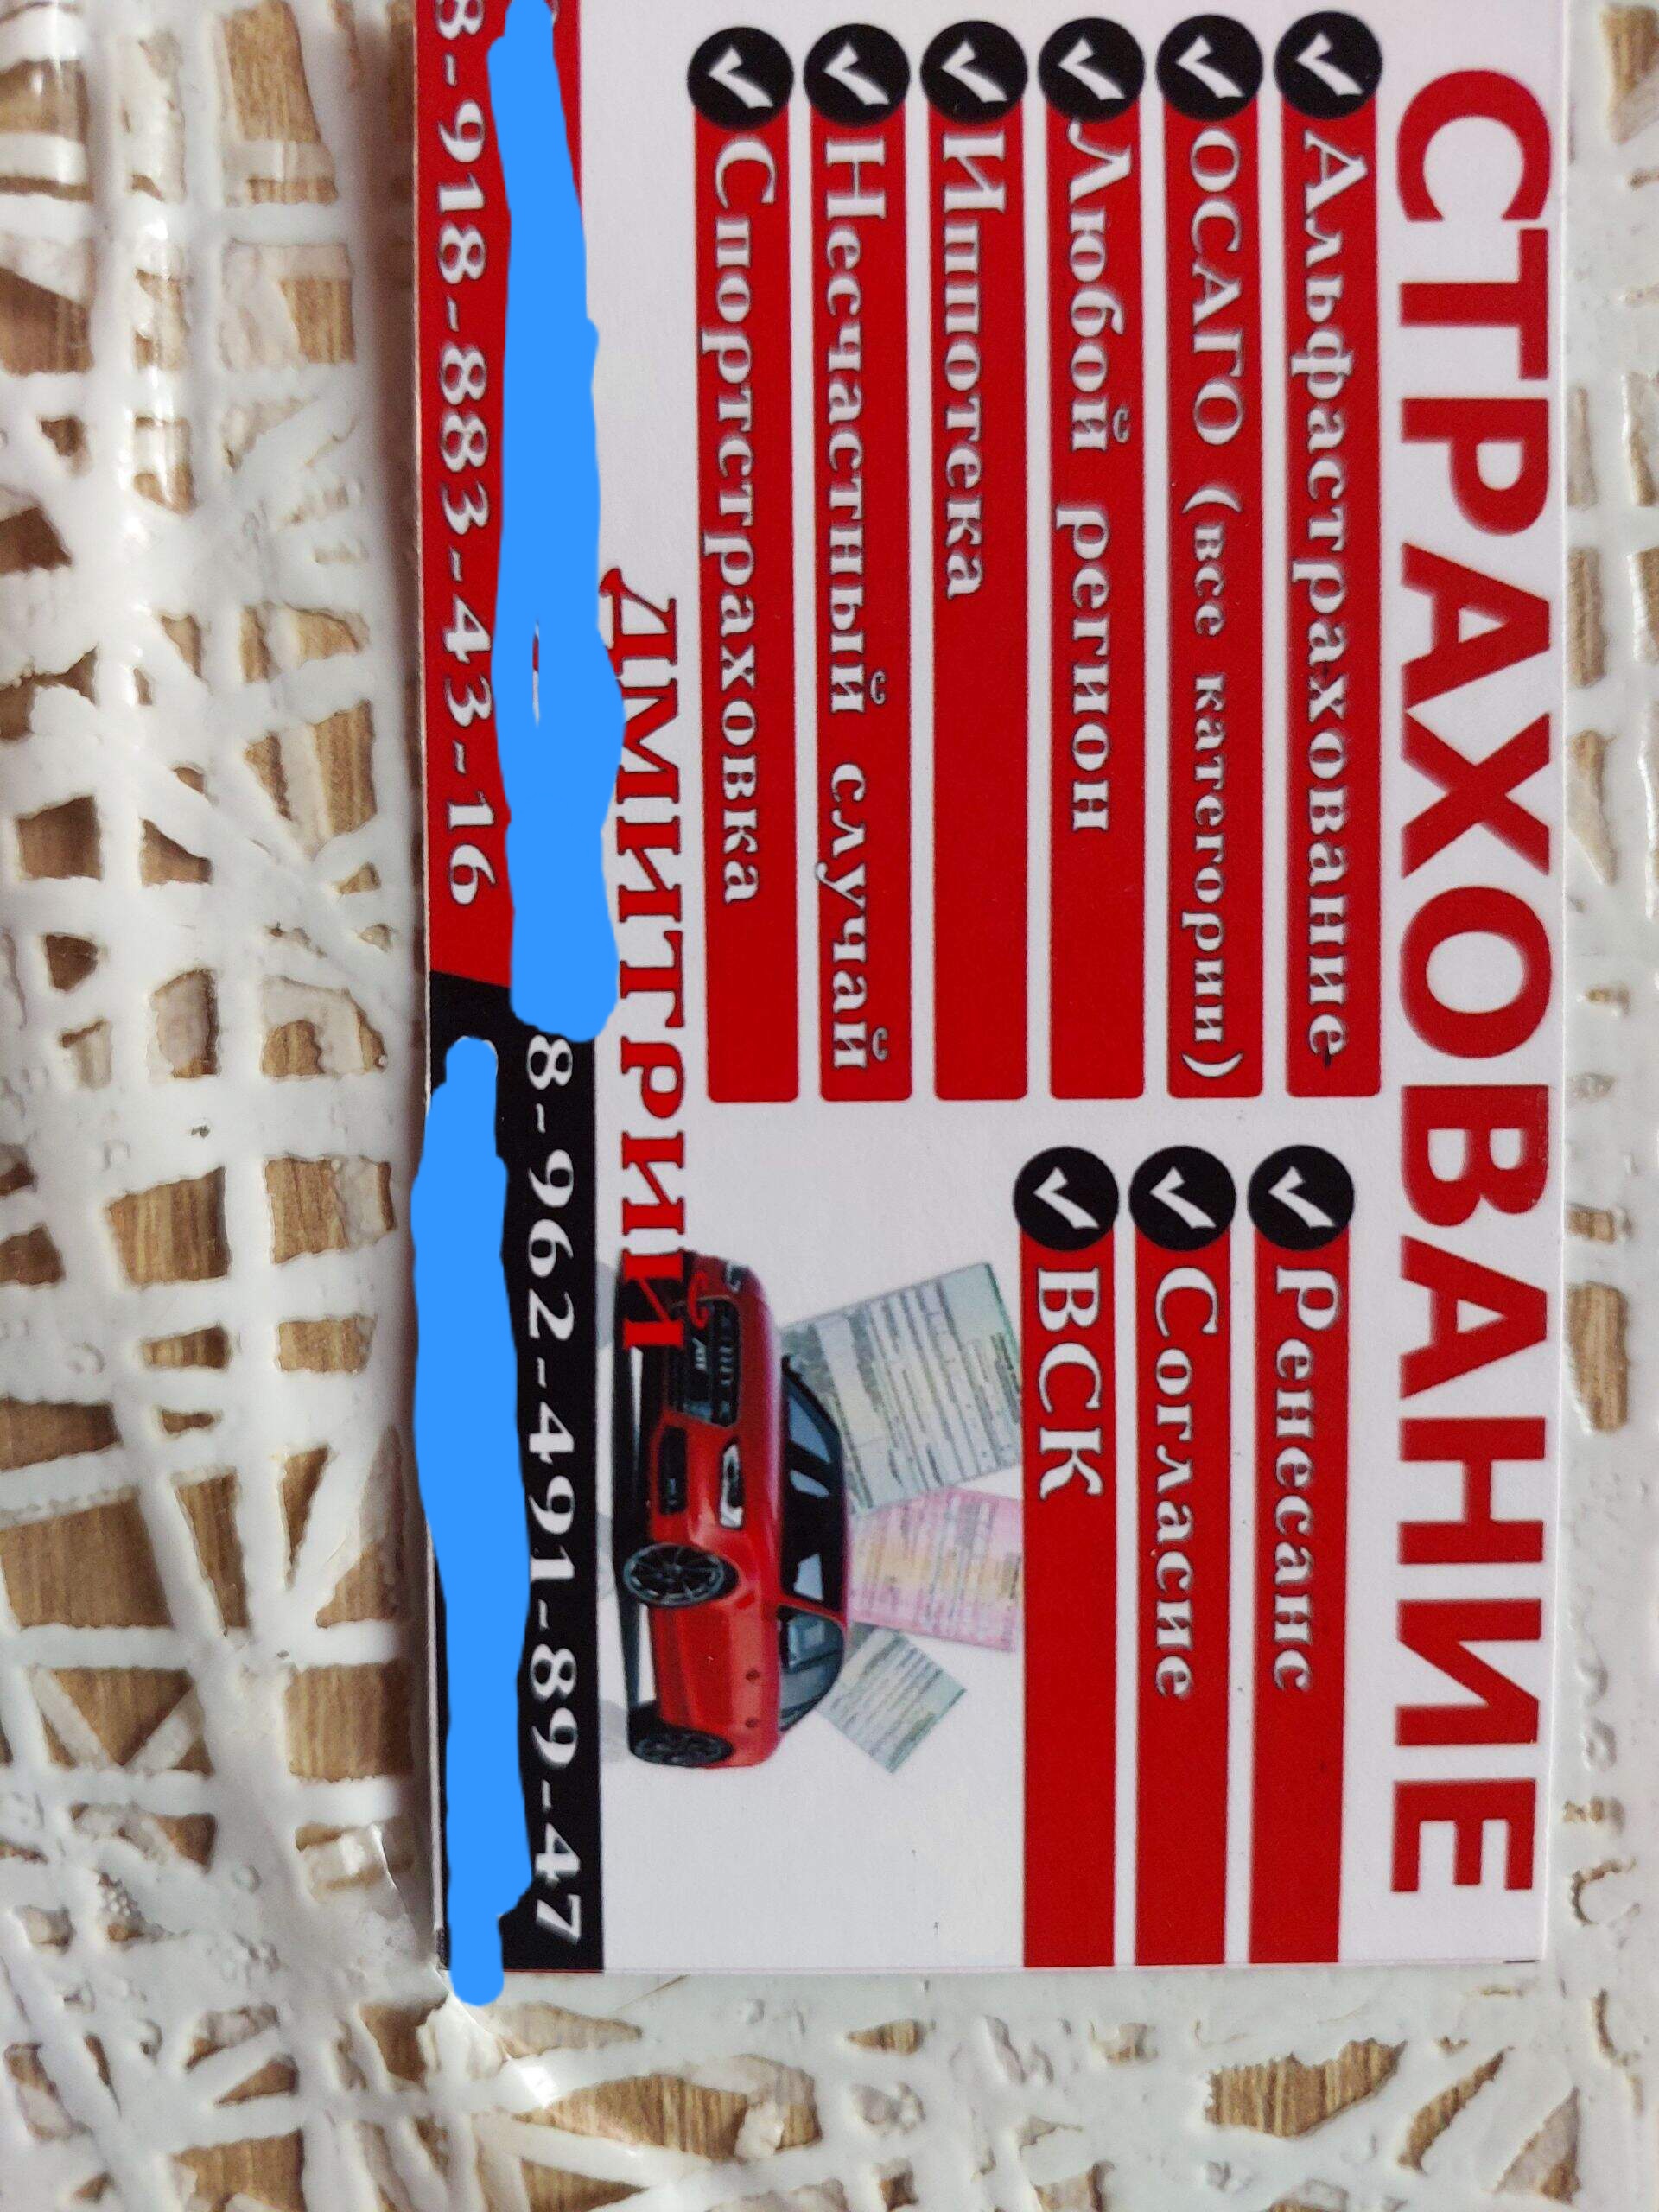 СТРАХОВАНИЕ
Альфастрахование
ОСАГО (все категории)
Любой регион
Иппотека
Несчастный случай
Спортстраховка
Ренесанс
Согласие
ВСК
ДМИТРИЙ
8-962-491-89-47
8-918-883-43-16